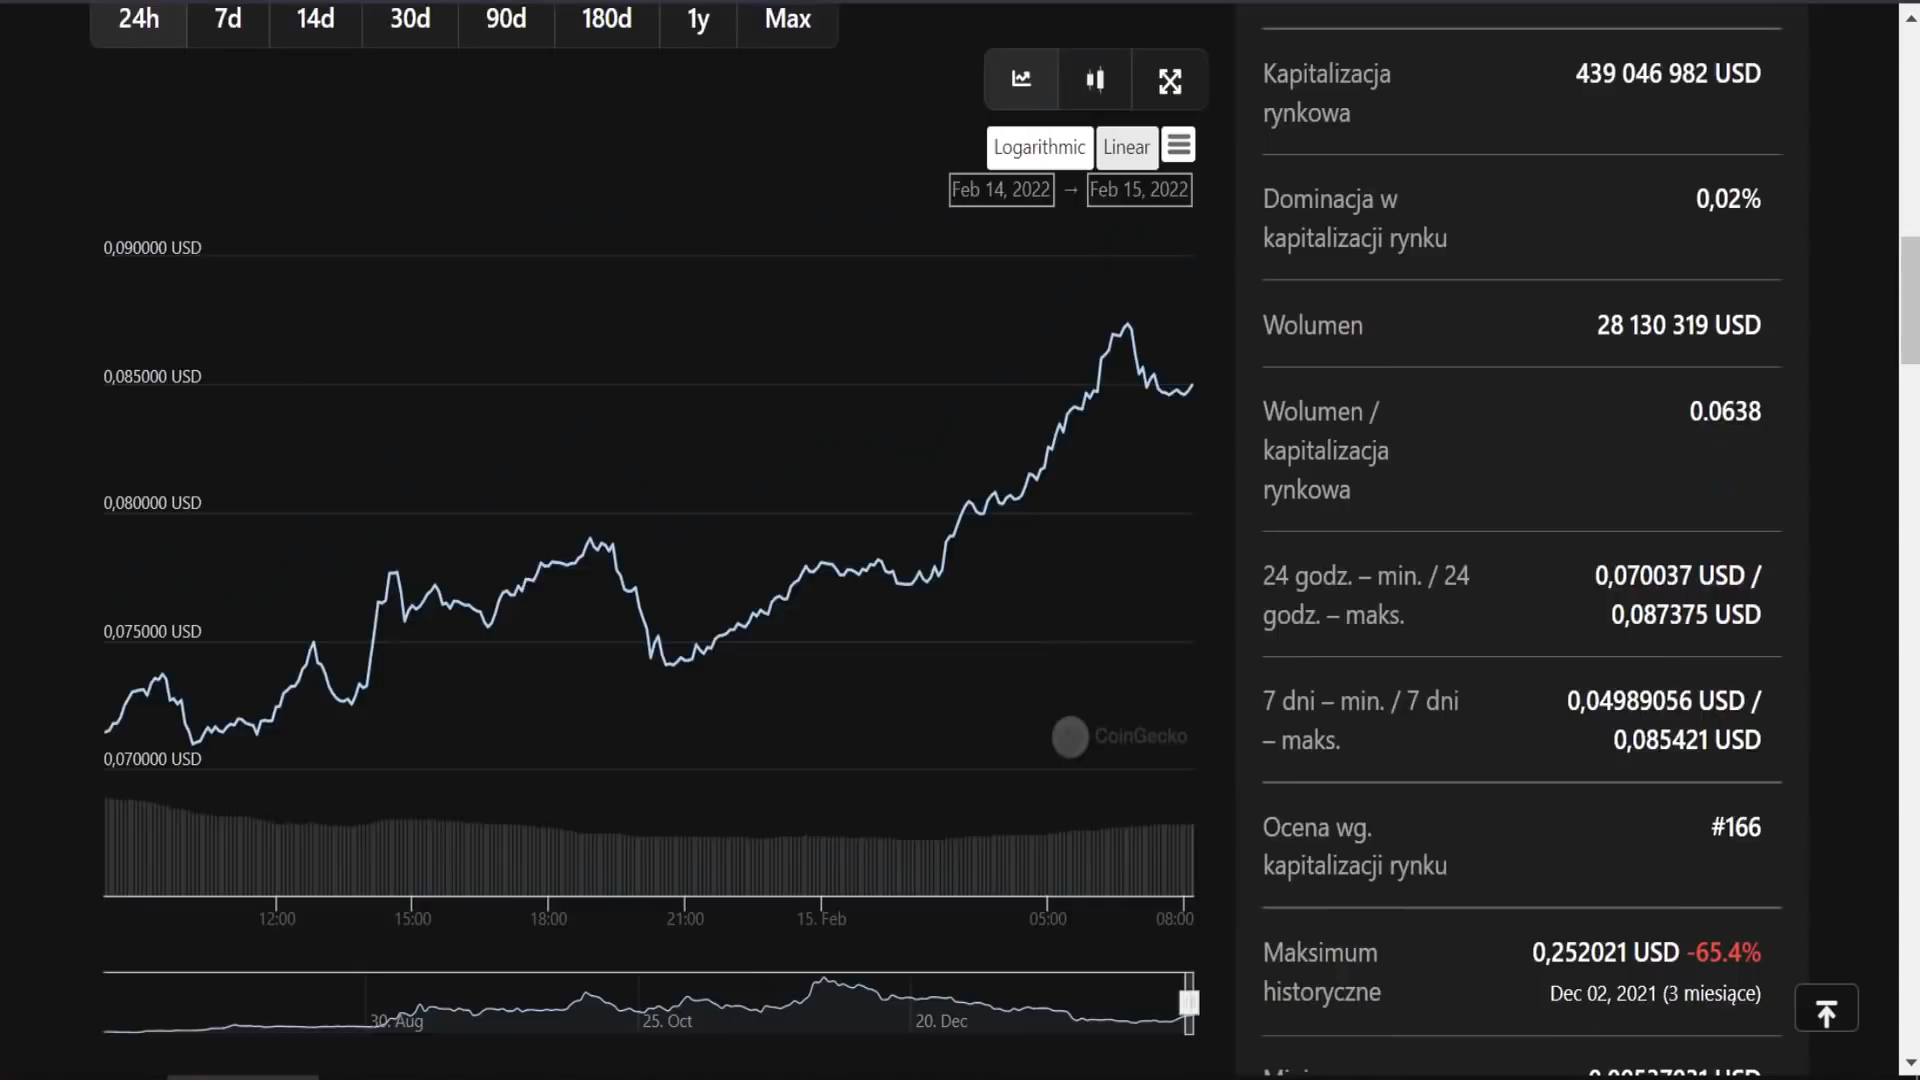 24h 7d 14d 30d 90d 180d 1y Max
Logarithmic Linear
Feb 14, 2022 → Feb 15, 2022
0,090000 USD
0,085000 USD
0,080000 USD
0,075000 USD
0,070000 USD
CoinGecko
12:00 15:00 18:00 21:00 15. Feb 05:00 08:00
30. Aug 25. Oct 20. Dec
Kapitalizacja 439 046 982 USD
rynkowa
Dominacja w 0,02%
kapitalizacji rynku
Wolumen 28 130 319 USD
Wolumen / 0.0638
kapitalizacja
rynkowa
24 godz. – min. / 24 0,070037 USD /
godz. – maks. 0,087375 USD
7 dni – min. / 7 dni 0,04989056 USD /
– maks. 0,085421 USD
Ocena wg. #166
kapitalizacji rynku
Maksimum 0,252021 USD -65.4%
historyczne Dec 02, 2021 (3 miesiące)